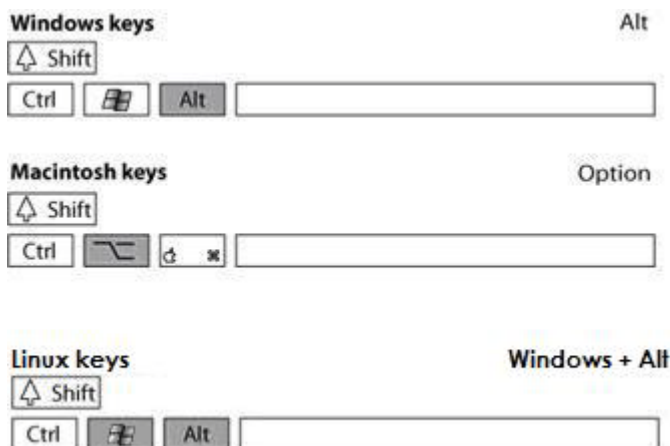 Windows keys Alt
Shift
Ctrl Alt
Macintosh keys Option
Shift
Ctrl ⌥ ⌘
Linux keys Windows + Alt
Shift
Ctrl Alt